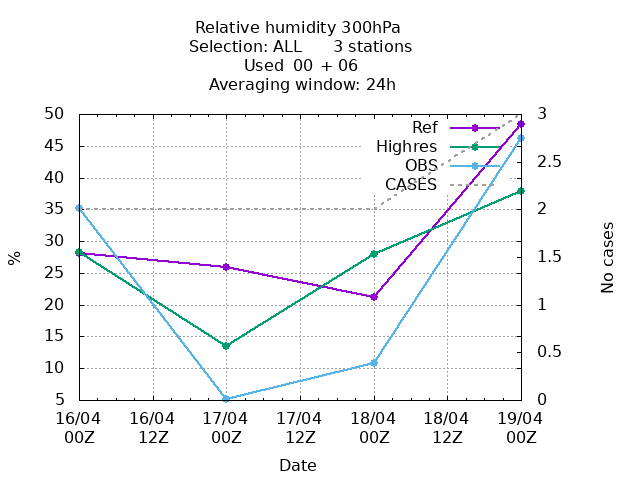 Relative humidity 300hPa
Selection: ALL      3 stations
Used  00 + 06
Averaging window: 24h
50
45
40
35
30
25
20
15
10
5
%
3
2.5
2
1.5
1
0.5
0
No cases
Ref
Highres
OBS
CASES
16/04 16/04 17/04 17/04 18/04 18/04 19/04
00Z 12Z 00Z 12Z 00Z 12Z 00Z
Date